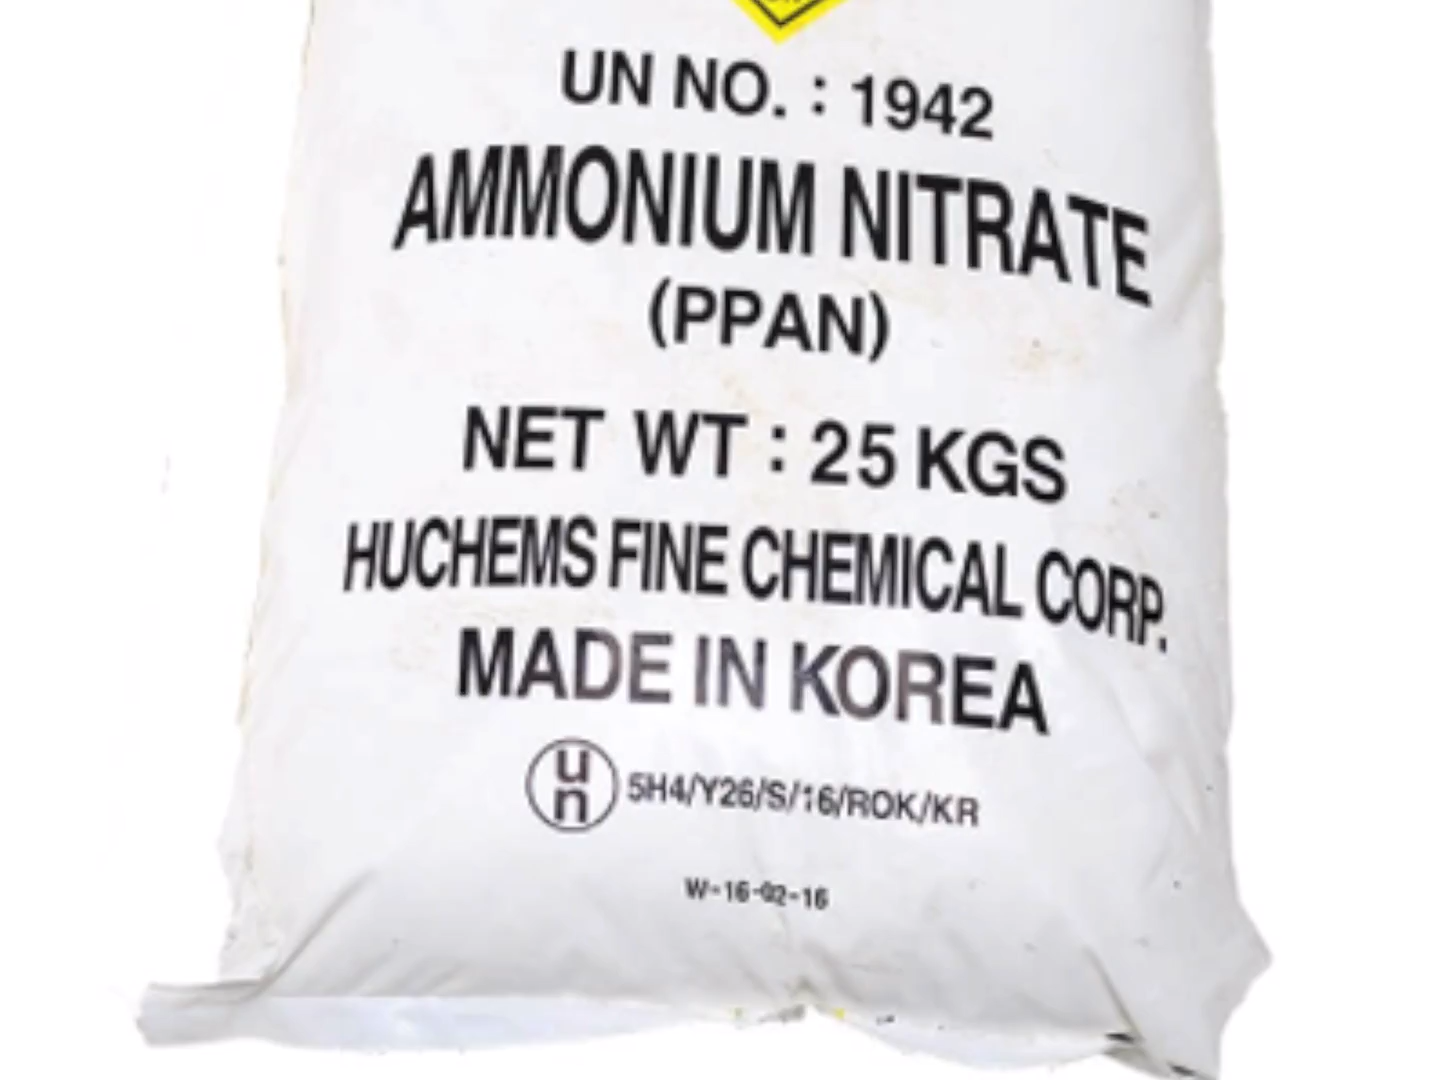 UN NO. : 1942
AMMONIUM NITRATE
(PPAN)
NET WT : 25 KGS
HUCHEMS FINE CHEMICAL CORP.
MADE IN KOREA
un 5H4/Y26/S/16/ROK/KR
W-16-02-16